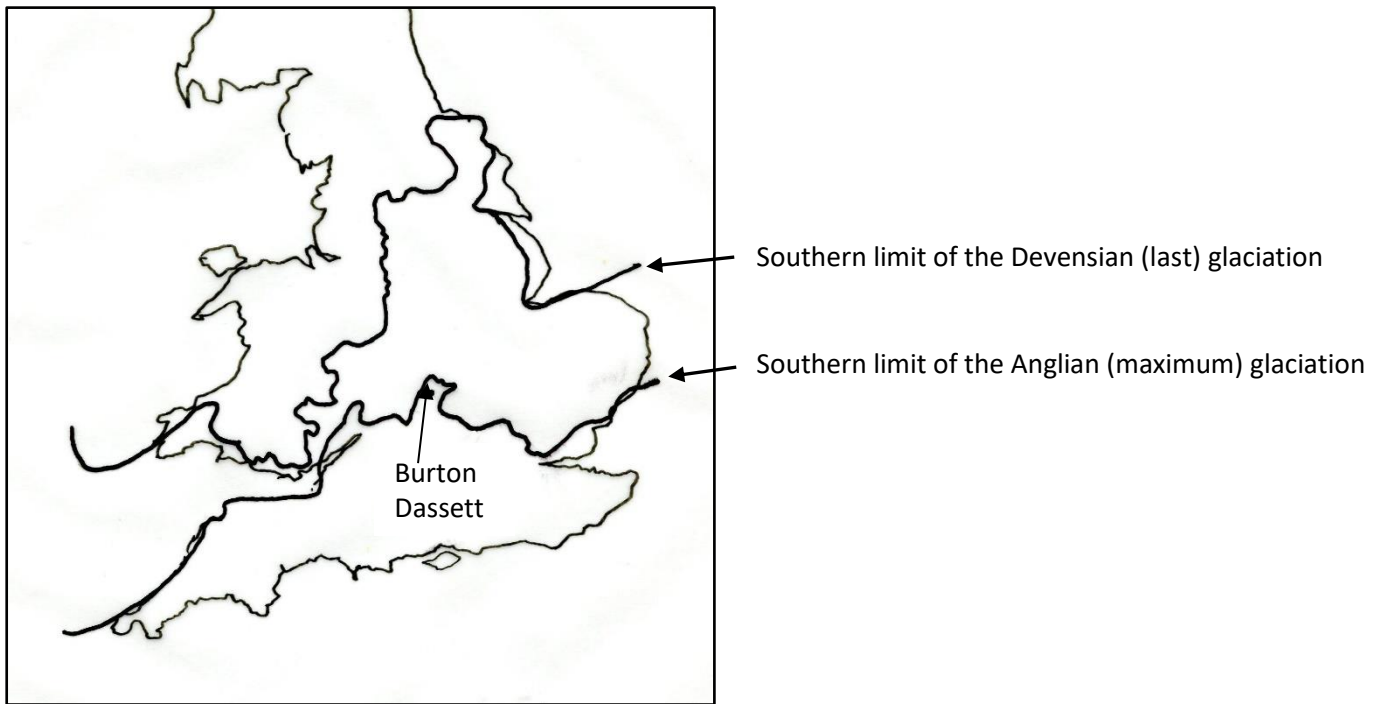 Southern limit of the Devensian (last) glaciation
Southern limit of the Anglian (maximum) glaciation
Burton
Dassett